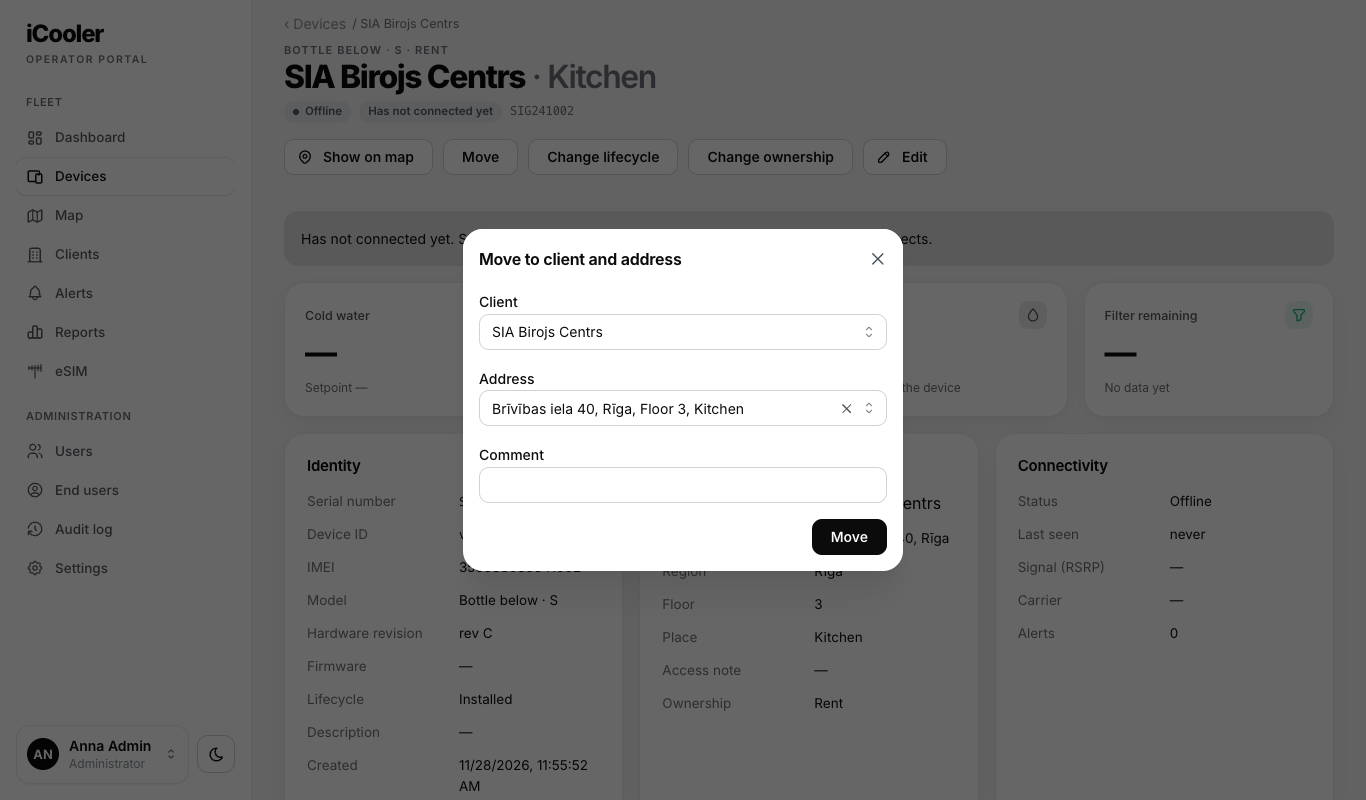 iCooler
OPERATOR PORTAL
FLEET
Dashboard
Devices
Map
Clients
Alerts
Reports
eSIM
ADMINISTRATION
Users
End users
Audit log
Settings
AN
Anna Admin
Administrator
‹ Devices / SIA Birojs Centrs
BOTTLE BELOW · S · RENT
SIA Birojs Centrs · Kitchen
Offline
Has not connected yet
SIG241002
Show on map
Move
Change lifecycle
Change ownership
Edit
Has not connected yet.
Cold water
—
Setpoint —
the device
Filter remaining
—
No data yet
Move to client and address
Client
SIA Birojs Centrs
Address
Brīvības iela 40, Rīga, Floor 3, Kitchen
Comment
Move
Identity
Serial number
Device ID
IMEI
Model
Bottle below · S
Hardware revision
rev C
Firmware
—
Lifecycle
Installed
Description
—
Created
11/28/2026, 11:55:52
AM
Rīga
Region
Rīga
Floor
3
Place
Kitchen
Access note
—
Ownership
Rent
Connectivity
Status
Offline
Last seen
never
Signal (RSRP)
—
Carrier
—
Alerts
0